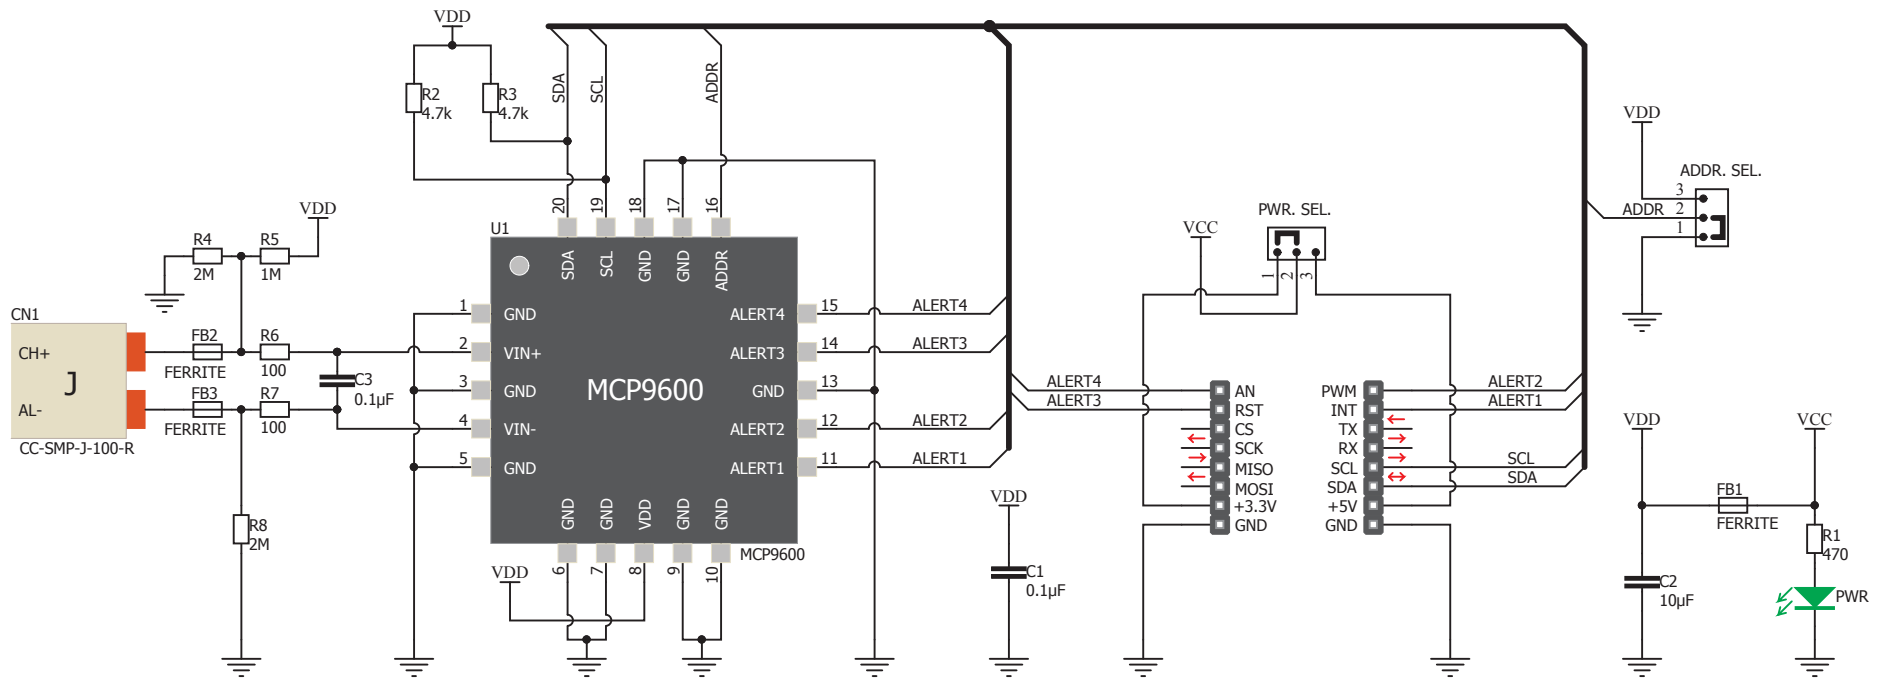 VDD
R2
4.7k
R3
4.7k
SDA
SCL
ADDR
VDD
ADDR. SEL.
3
ADDR 2
1
PWR. SEL.
VCC
1
2
3
VDD
R4
2M
R5
1M
U1
20
19
18
17
16
SDA
SCL
GND
GND
ADDR
CN1
CH+
J
AL-
CC-SMP-J-100-R
FB2
FERRITE
FB3
FERRITE
R6
100
R7
100
C3
0.1µF
R8
2M
1 GND
2 VIN+
3 GND
4 VIN-
5 GND
MCP9600
ALERT4 15 ALERT4
ALERT3 14 ALERT3
GND 13
ALERT2 12 ALERT2
ALERT1 11 ALERT1
GND
GND
VDD
GND
GND
MCP9600
6
7
8
9
10
VDD
VDD
C1
0.1µF
ALERT4 AN
ALERT3 RST
CS
SCK
MISO
MOSI
+3.3V
GND
PWM ALERT2
INT ALERT1
TX
RX
SCL SCL
SDA SDA
+5V
GND
VDD
VCC
FB1
FERRITE
R1
470
C2
10µF
PWR